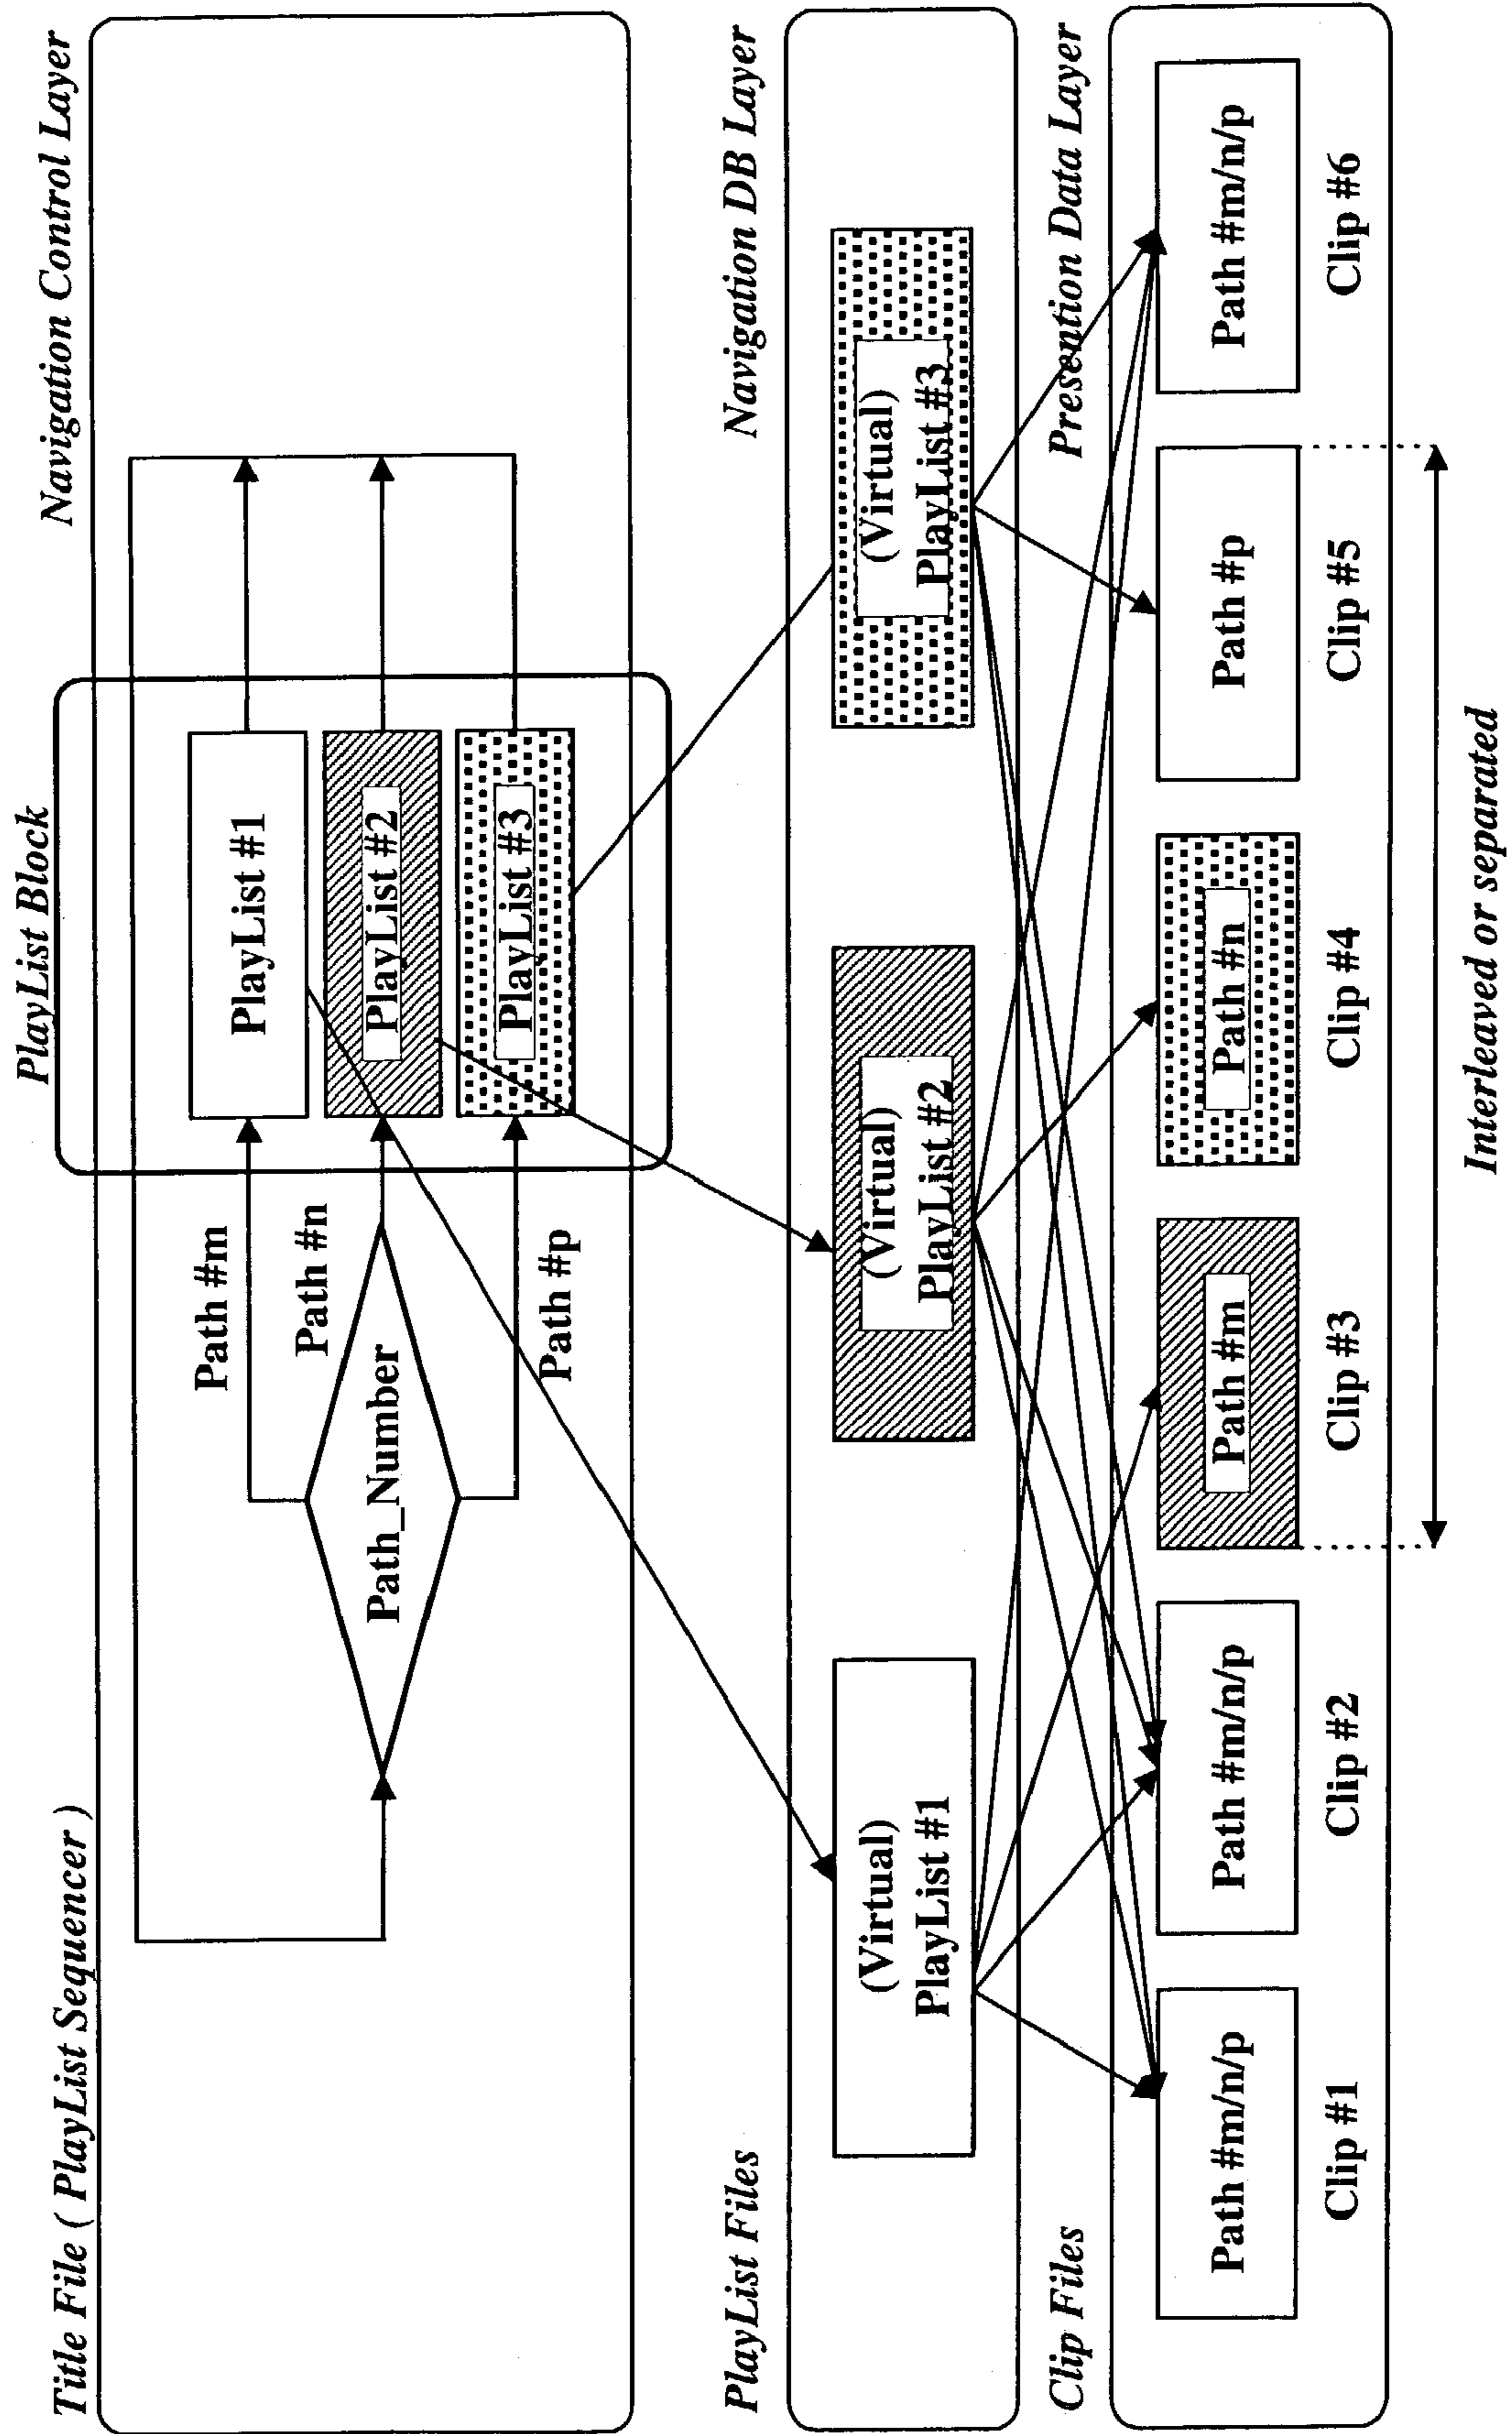 Title File ( PlayList Sequencer )
PlayList Block
Navigation Control Layer
Path_Number
Path #m
Path #n
Path #p
PlayList #1
PlayList #2
PlayList #3
PlayList Files
Navigation DB Layer
(Virtual)
PlayList #1
(Virtual)
PlayList #2
(Virtual)
PlayList #3
Clip Files
Presention Data Layer
Path #m/n/p
Path #m/n/p
Path #m
Path #n
Path #p
Path #m/n/p
Clip #1
Clip #2
Clip #3
Clip #4
Clip #5
Clip #6
Interleaved or separated